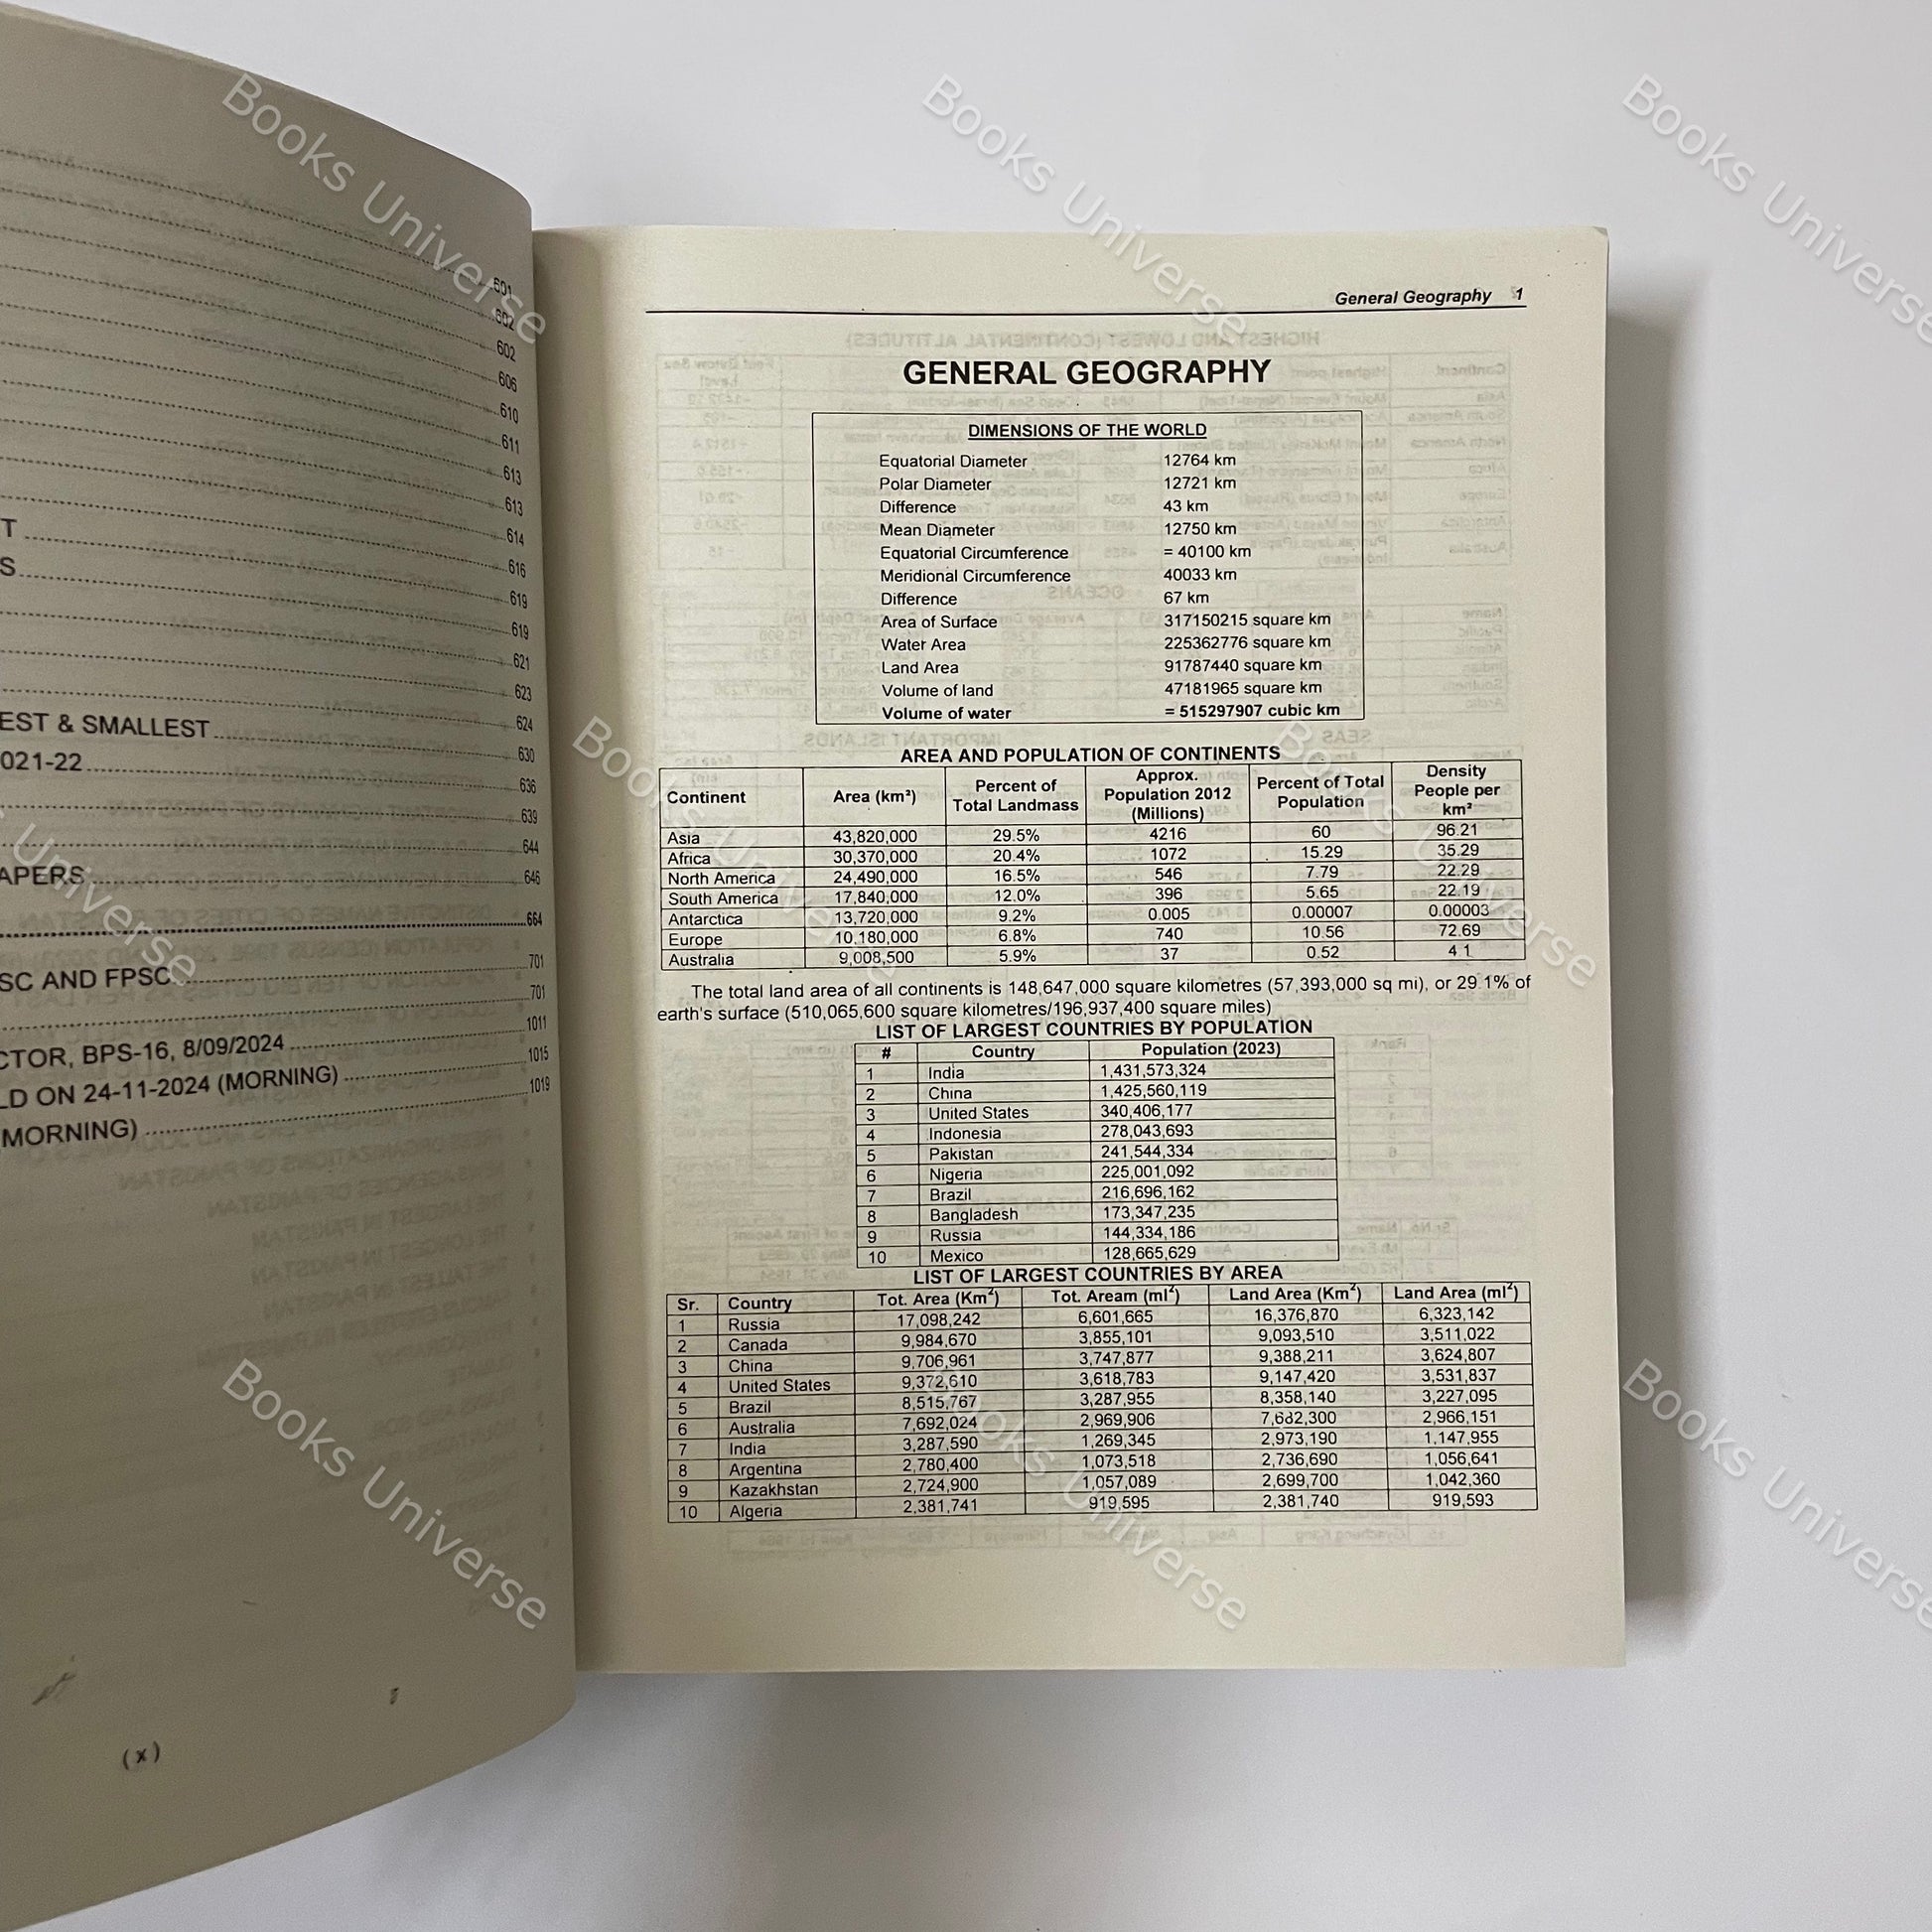 601
602
602
606
610
611
613
613
T 614
S 616
619
619
621
623
EST & SMALLEST 624
630
021-22 636
639
644
APERS 646
664
SC AND FPSC 701
701
1011
CTOR, BPS-16, 8/09/2024 1015
LD ON 24-11-2024 (MORNING) 1019
(MORNING)
(x)
General Geography 1
GENERAL GEOGRAPHY
DIMENSIONS OF THE WORLD
Equatorial Diameter 12764 km
Polar Diameter 12721 km
Difference 43 km
Mean Diameter 12750 km
Equatorial Circumference = 40100 km
Meridional Circumference 40033 km
Difference 67 km
Area of Surface 317150215 square km
Water Area 225362776 square km
Land Area 91787440 square km
Volume of land 47181965 square km
Volume of water = 515297907 cubic km
AREA AND POPULATION OF CONTINENTS
Continent Area (km²) Percent of Total Landmass Approx. Population 2012 (Millions) Percent of Total Population Density People per km²
Asia 43,820,000 29.5% 4216 60 96.21
Africa 30,370,000 20.4% 1072 15.29 35.29
North America 24,490,000 16.5% 546 7.79 22.29
South America 17,840,000 12.0% 396 5.65 22.19
Antarctica 13,720,000 9.2% 0.005 0.00007 0.00003
Europe 10,180,000 6.8% 740 10.56 72.69
Australia 9,008,500 5.9% 37 0.52 4.1
The total land area of all continents is 148,647,000 square kilometres (57,393,000 sq mi), or 29.1% of
earth's surface (510,065,600 square kilometres/196,937,400 square miles)
LIST OF LARGEST COUNTRIES BY POPULATION
# Country Population (2023)
1 India 1,431,573,324
2 China 1,425,560,119
3 United States 340,406,177
4 Indonesia 278,043,693
5 Pakistan 241,544,334
6 Nigeria 225,001,092
7 Brazil 216,696,162
8 Bangladesh 173,347,235
9 Russia 144,334,186
10 Mexico 128,665,629
LIST OF LARGEST COUNTRIES BY AREA
Sr. Country Tot. Area (Km²) Tot. Aream (ml²) Land Area (Km²) Land Area (ml²)
1 Russia 17,098,242 6,601,665 16,376,870 6,323,142
2 Canada 9,984,670 3,855,101 9,093,510 3,511,022
3 China 9,706,961 3,747,877 9,388,211 3,624,807
4 United States 9,372,610 3,618,783 9,147,420 3,531,837
5 Brazil 8,515,767 3,287,955 8,358,140 3,227,095
6 Australia 7,692,024 2,969,906 7,682,300 2,966,151
7 India 3,287,590 1,269,345 2,973,190 1,147,955
8 Argentina 2,780,400 1,073,518 2,736,690 1,056,641
9 Kazakhstan 2,724,900 1,057,089 2,699,700 1,042,360
10 Algeria 2,381,741 919,595 2,381,740 919,593
Books Universe
Books Universe
Books Universe
Books Universe
Books Universe
Universe
Books Universe
Books Universe
Books Universe